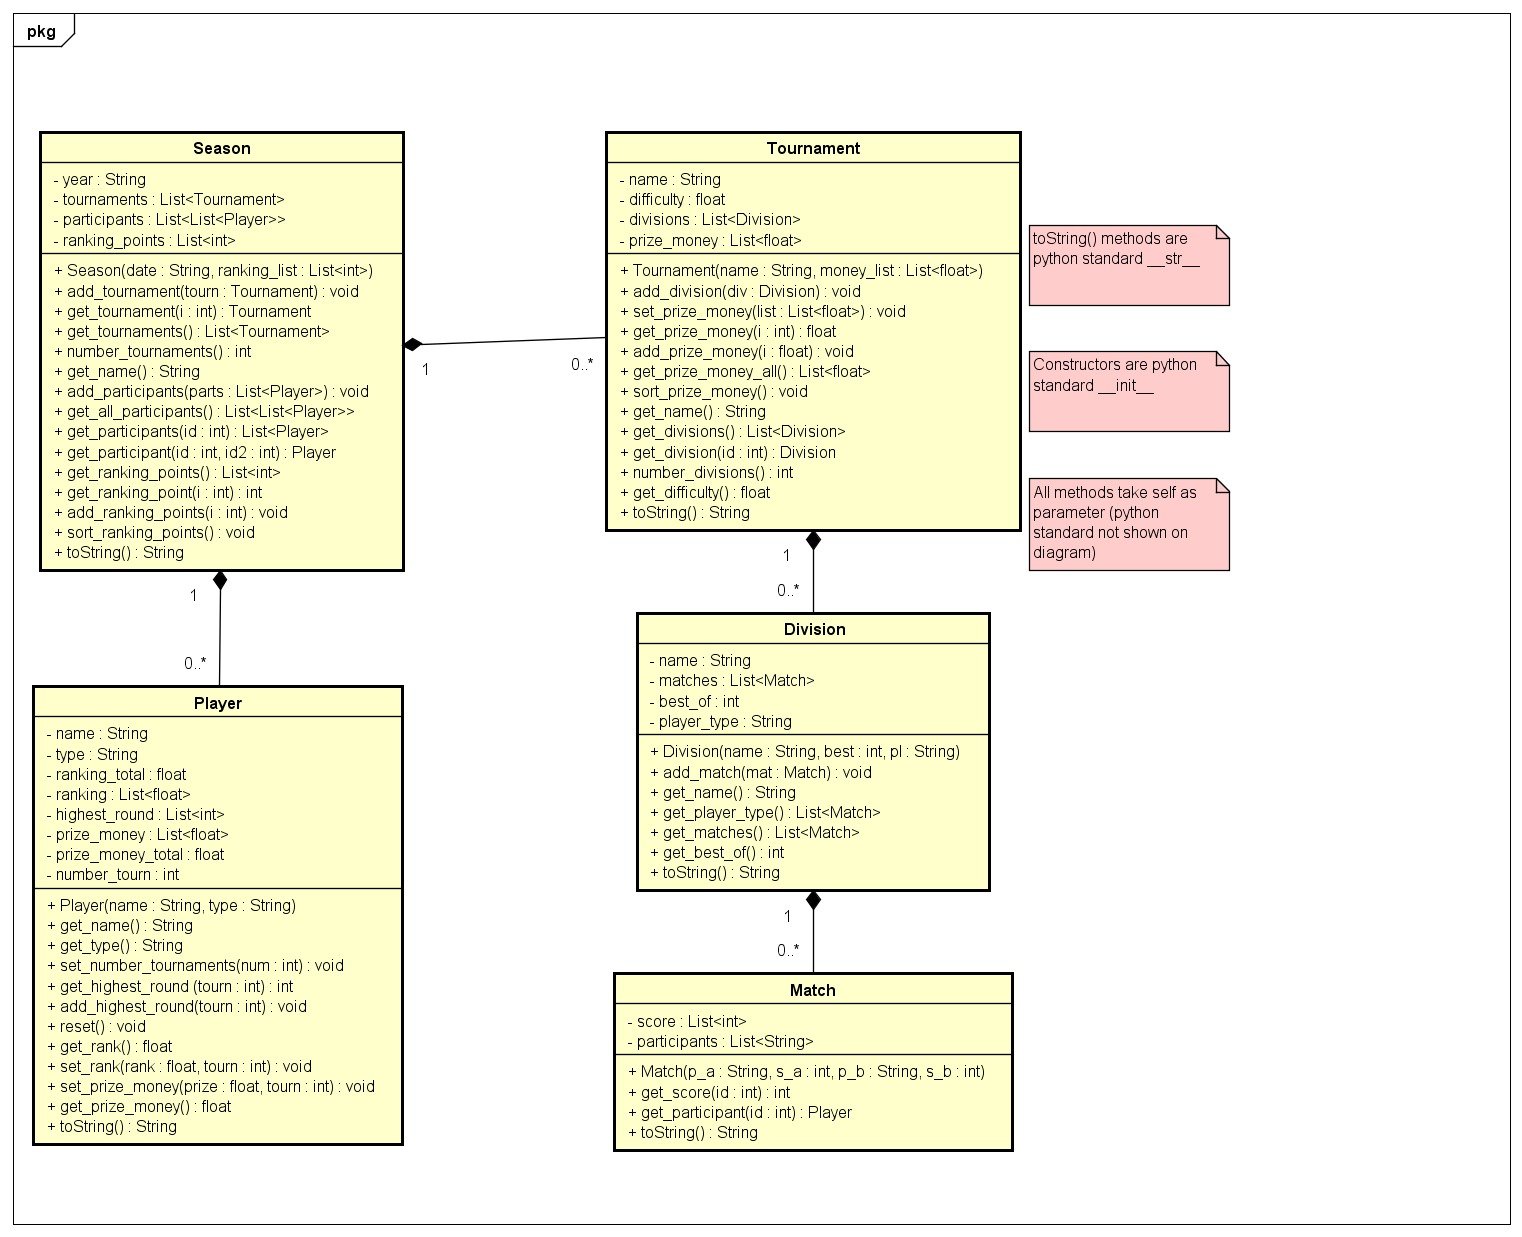 pkg
Season
- year : String
- tournaments : List<Tournament>
- participants : List<List<Player>>
- ranking_points : List<int>
+ Season(date : String, ranking_list : List<int>)
+ add_tournament(tourn : Tournament) : void
+ get_tournament(i : int) : Tournament
+ get_tournaments() : List<Tournament>
+ number_tournaments() : int
+ get_name() : String
+ add_participants(parts : List<Player>) : void
+ get_all_participants() : List<List<Player>>
+ get_participants(id : int) : List<Player>
+ get_participant(id : int, id2 : int) : Player
+ get_ranking_points() : List<int>
+ get_ranking_point(i : int) : int
+ add_ranking_points(i : int) : void
+ sort_ranking_points() : void
+ toString() : String
1
0..*
Tournament
- name : String
- difficulty : float
- divisions : List<Division>
- prize_money : List<float>
+ Tournament(name : String, money_list : List<float>)
+ add_division(div : Division) : void
+ set_prize_money(list : List<float>) : void
+ get_prize_money(i : int) : float
+ add_prize_money(i : float) : void
+ get_prize_money_all() : List<float>
+ sort_prize_money() : void
+ get_name() : String
+ get_divisions() : List<Division>
+ get_division(id : int) : Division
+ number_divisions() : int
+ get_difficulty() : float
+ toString() : String
toString() methods are
python standard __str__
Constructors are python
standard __init__
All methods take self as
parameter (python
standard not shown on
diagram)
1
0..*
Player
- name : String
- type : String
- ranking_total : float
- ranking : List<float>
- highest_round : List<int>
- prize_money : List<float>
- prize_money_total : float
- number_tourn : int
+ Player(name : String, type : String)
+ get_name() : String
+ get_type() : String
+ set_number_tournaments(num : int) : void
+ get_highest_round (tourn : int) : int
+ add_highest_round(tourn : int) : void
+ reset() : void
+ get_rank() : float
+ set_rank(rank : float, tourn : int) : void
+ set_prize_money(prize : float, tourn : int) : void
+ get_prize_money() : float
+ toString() : String
1
0..*
Division
- name : String
- matches : List<Match>
- best_of : int
- player_type : String
+ Division(name : String, best : int, pl : String)
+ add_match(mat : Match) : void
+ get_name() : String
+ get_player_type() : List<Match>
+ get_matches() : List<Match>
+ get_best_of() : int
+ toString() : String
1
0..*
Match
- score : List<int>
- participants : List<String>
+ Match(p_a : String, s_a : int, p_b : String, s_b : int)
+ get_score(id : int) : int
+ get_participant(id : int) : Player
+ toString() : String